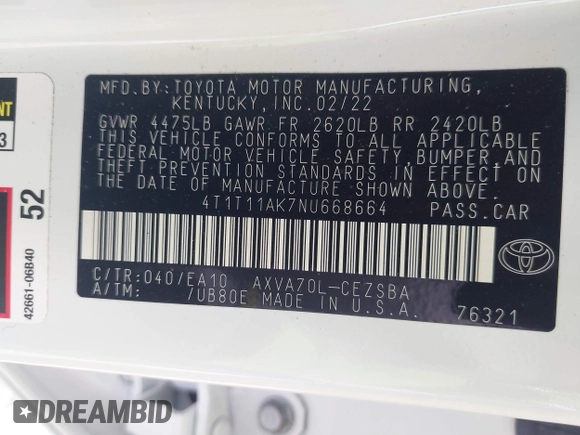 MFD.BY:TOYOTA MOTOR MANUFACTURING,
KENTUCKY, INC. 02/22
GVWR 4475LB GAWR FR 2620LB RR 2420LB
THIS VEHICLE CONFORMS TO ALL APPLICABLE
FEDERAL MOTOR VEHICLE SAFETY, BUMPER, AND
THEFT PREVENTION STANDARDS IN EFFECT ON
THE DATE OF MANUFACTURE SHOWN ABOVE.
4T1T11AK7NU668664 PASS.CAR
C/TR:040/EA10 AXVA70L-CEZSBA
A/TM: /UB80E MADE IN U.S.A. 76321
52
42661-06B40
DREAMBID